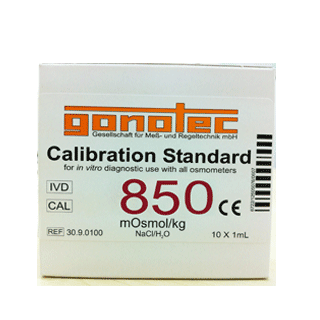 gonotec
Gesellschaft für Meß- und Regeltechnik mbH
Calibration Standard
for in vitro diagnostic use with all osmometers
IVD
CAL
850 CE
mOsmol/kg
NaCl/H₂O
REF 30.9.0100
10 X 1mL